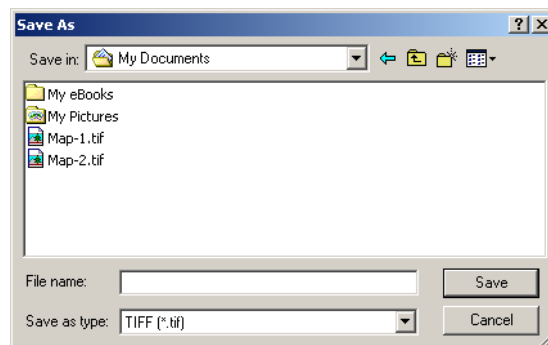 Save As
Save in: My Documents
My eBooks
My Pictures
Map-1.tif
Map-2.tif
File name: Save
Save as type: TIFF (*.tif) Cancel